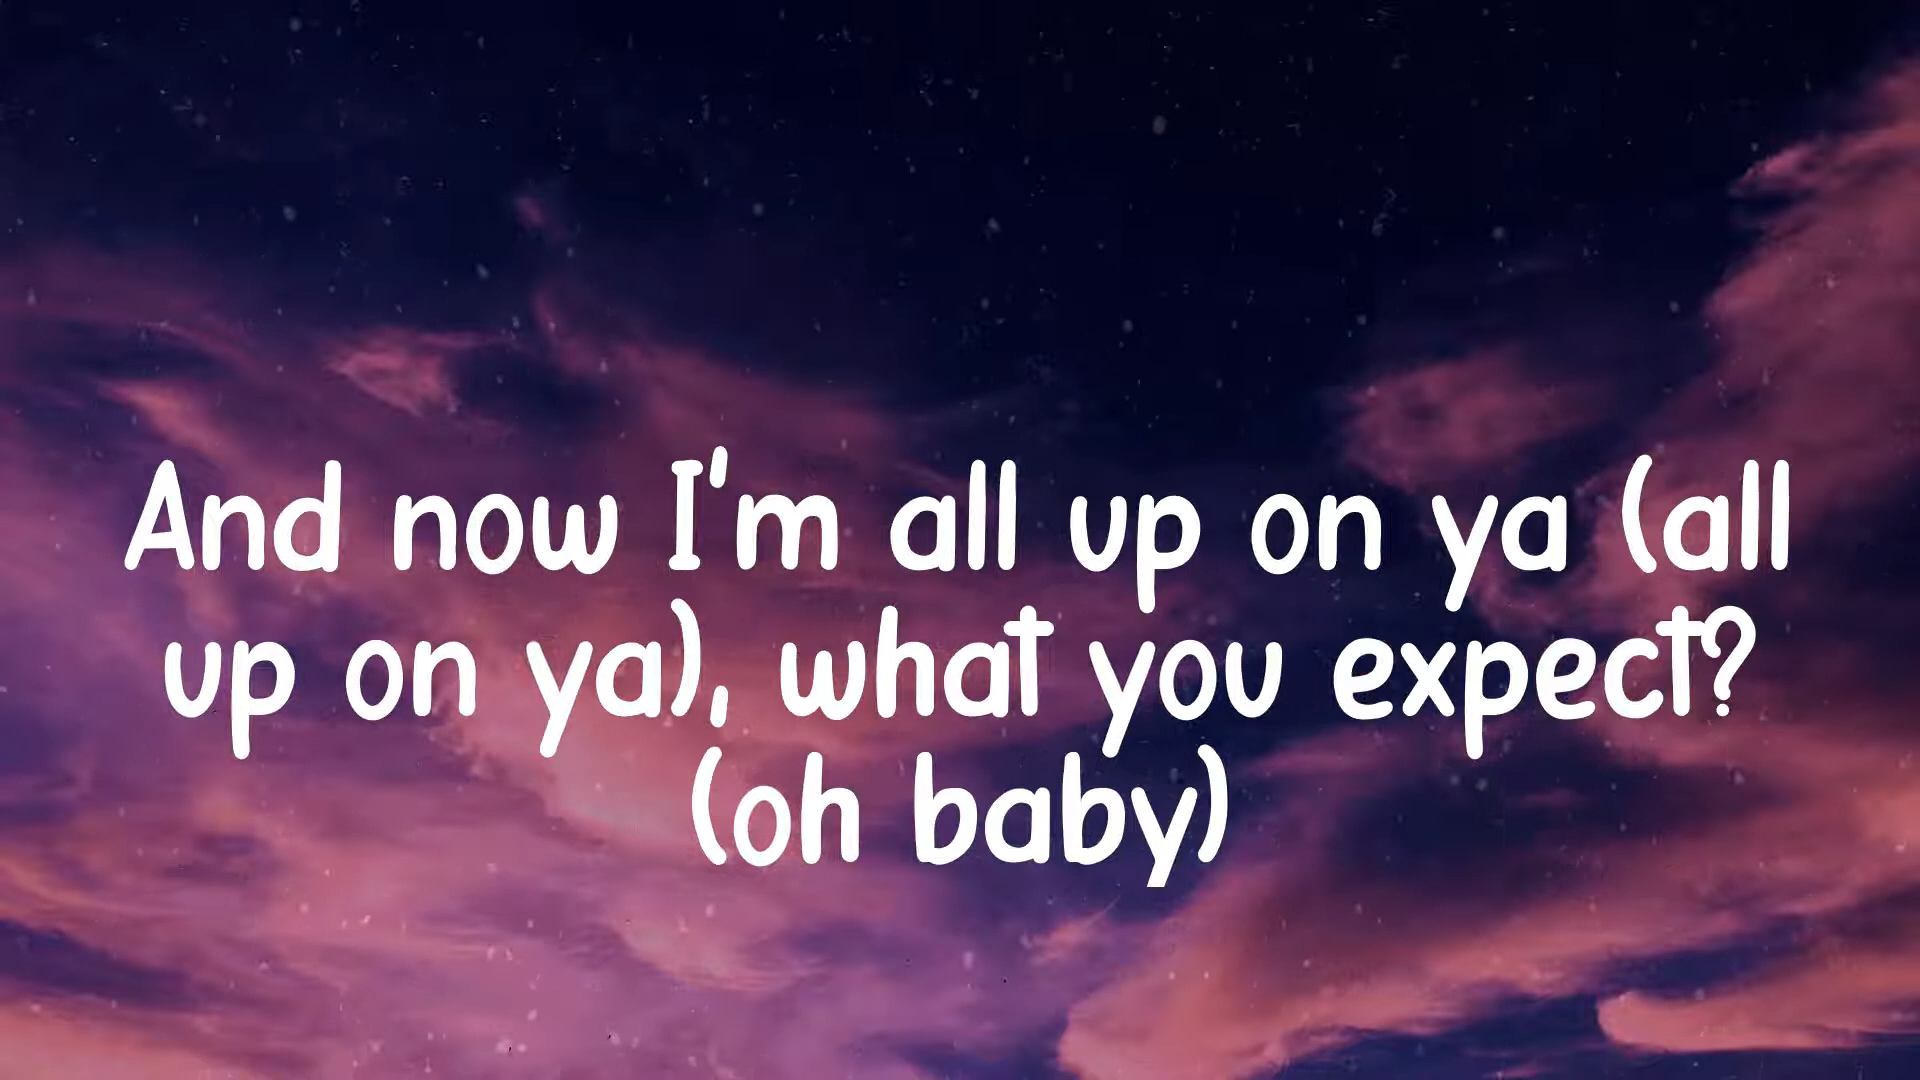 And now I'm all up on ya (all
up on ya), what you expect?
(oh baby)